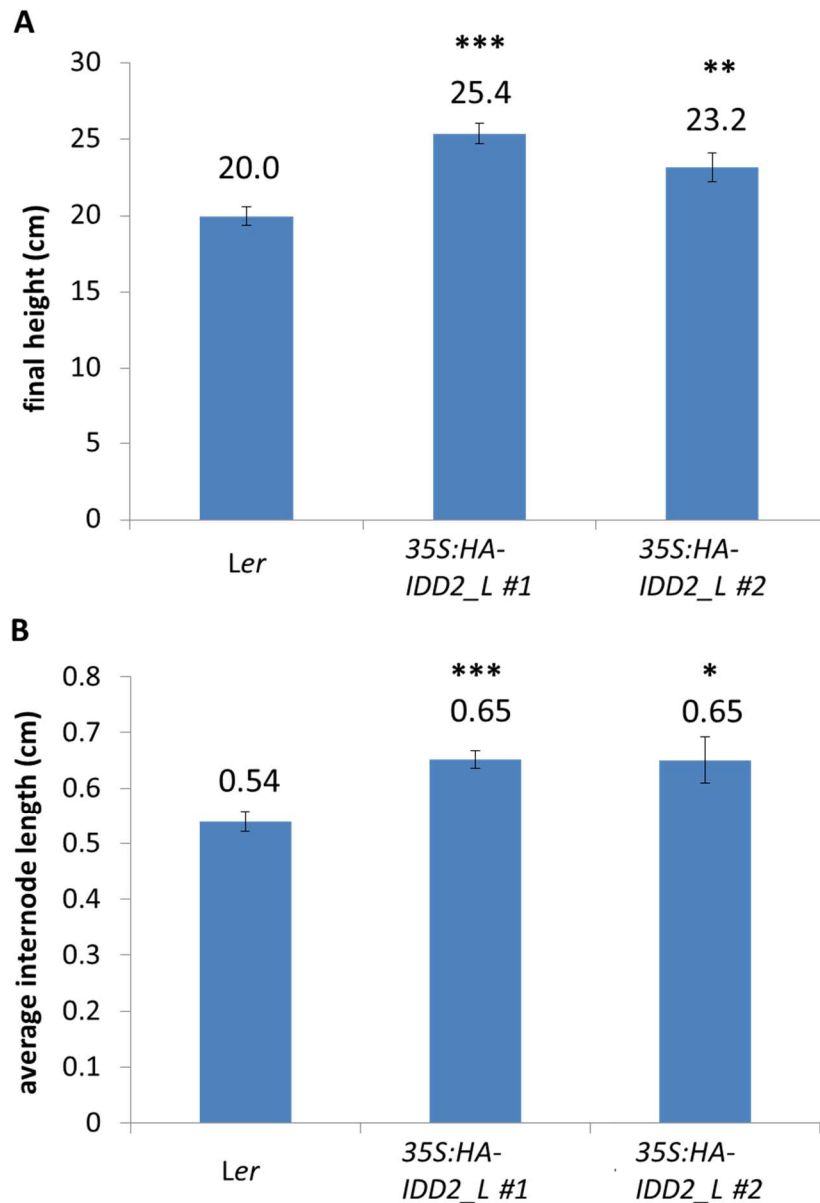 A
final height (cm)
30
25
20
15
10
5
0
20.0
***
25.4
**
23.2
Ler
35S:HA-
IDD2_L #1
35S:HA-
IDD2_L #2
B
average internode length (cm)
0.8
0.7
0.6
0.5
0.4
0.3
0.2
0.1
0
0.54
***
0.65
*
0.65
Ler
35S:HA-
IDD2_L #1
35S:HA-
IDD2_L #2